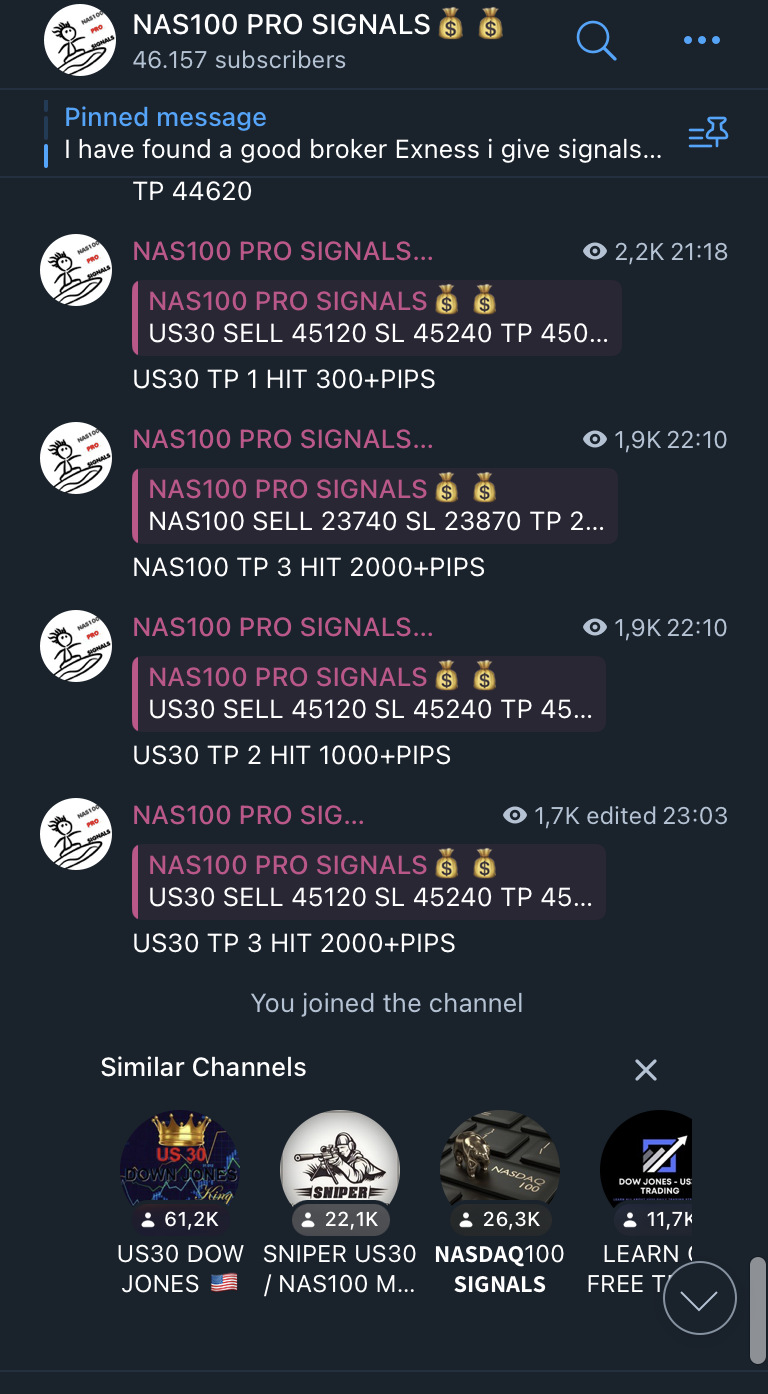 NAS100 PRO SIGNALS💰 💰
46.157 subscribers
Pinned message
I have found a good broker Exness i give signals...
TP 44620
NAS100 PRO SIGNALS...
2,2K 21:18
NAS100 PRO SIGNALS💰 💰
US30 SELL 45120 SL 45240 TP 450...
US30 TP 1 HIT 300+PIPS
NAS100 PRO SIGNALS...
1,9K 22:10
NAS100 PRO SIGNALS💰 💰
NAS100 SELL 23740 SL 23870 TP 2...
NAS100 TP 3 HIT 2000+PIPS
NAS100 PRO SIGNALS...
1,9K 22:10
NAS100 PRO SIGNALS💰 💰
US30 SELL 45120 SL 45240 TP 45...
US30 TP 2 HIT 1000+PIPS
NAS100 PRO SIG...
1,7K edited 23:03
NAS100 PRO SIGNALS💰 💰
US30 SELL 45120 SL 45240 TP 45...
US30 TP 3 HIT 2000+PIPS
You joined the channel
Similar Channels
US 30
DOWN JONES
King
61,2K
US30 DOW
JONES 🇺🇸
SNIPER
22,1K
SNIPER US30
/ NAS100 M...
NASDAQ
100
26,3K
NASDAQ100
SIGNALS
DOW JONES - US
TRADING
11,7K
LEARN
FREE